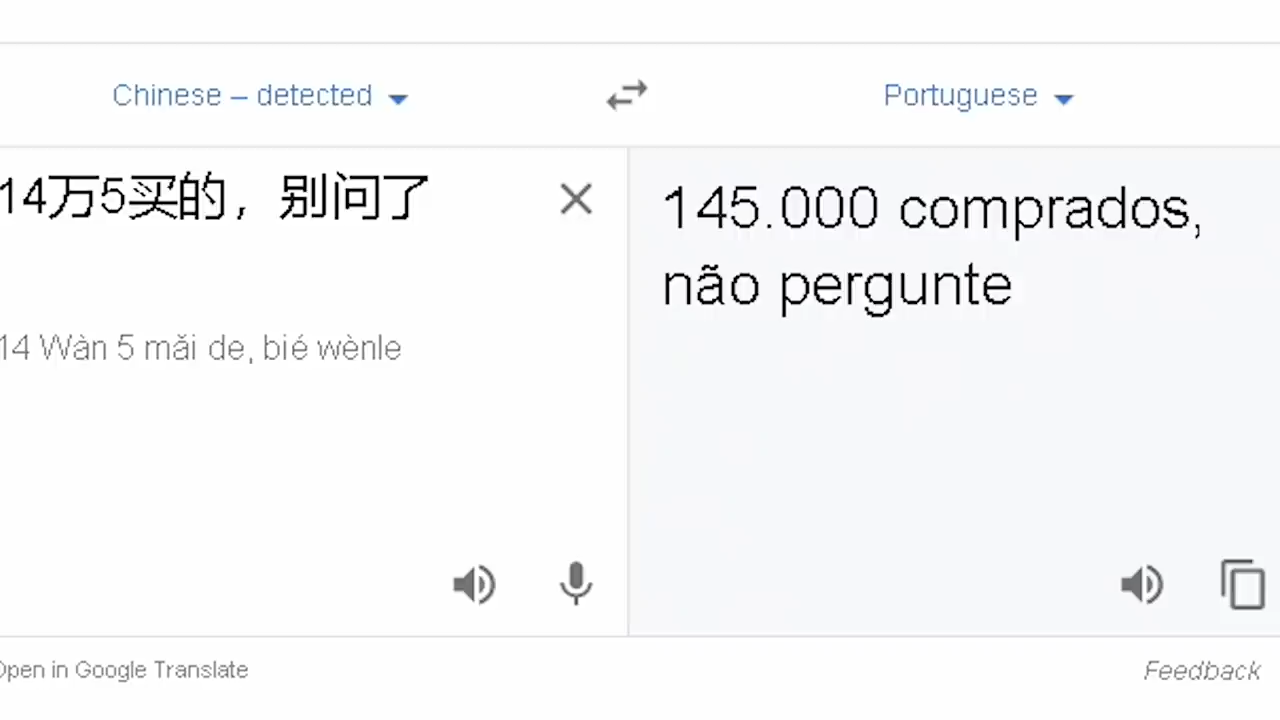 Chinese – detected
Portuguese
14万5买的，别问了
14 Wàn 5 mǎi de, bié wènle
145.000 comprados,
não pergunte
Open in Google Translate
Feedback